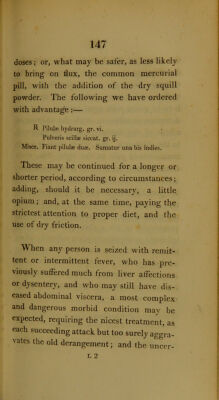 147
doses; or, what may be safer, as less likely
to bring on flux, the common mercurial
pill, with the addition of the dry squill
powder. The following we have ordered
with advantage:—
R Pilulæ hydrarg. gr. vi.
Pulveris scillæ siccat. gr. ij.
Misce. Fiant pilulæ duæ. Sumatur una bis indies.
These may be continued for a longer or
shorter period, according to circumstances;
adding, should it be necessary, a little
opium; and, at the same time, paying the
strictest attention to proper diet, and the
use of dry friction.
When any person is seized with remit-
tent or intermittent fever, who has pre-
viously suffered much from liver affections
or dysentery, and who may still have dis-
eased abdominal viscera, a most complex
and dangerous morbid condition may be
expected, requiring the nicest treatment, as
each succeeding attack but too surely aggra-
vates the old derangement; and the uncer-
L 2